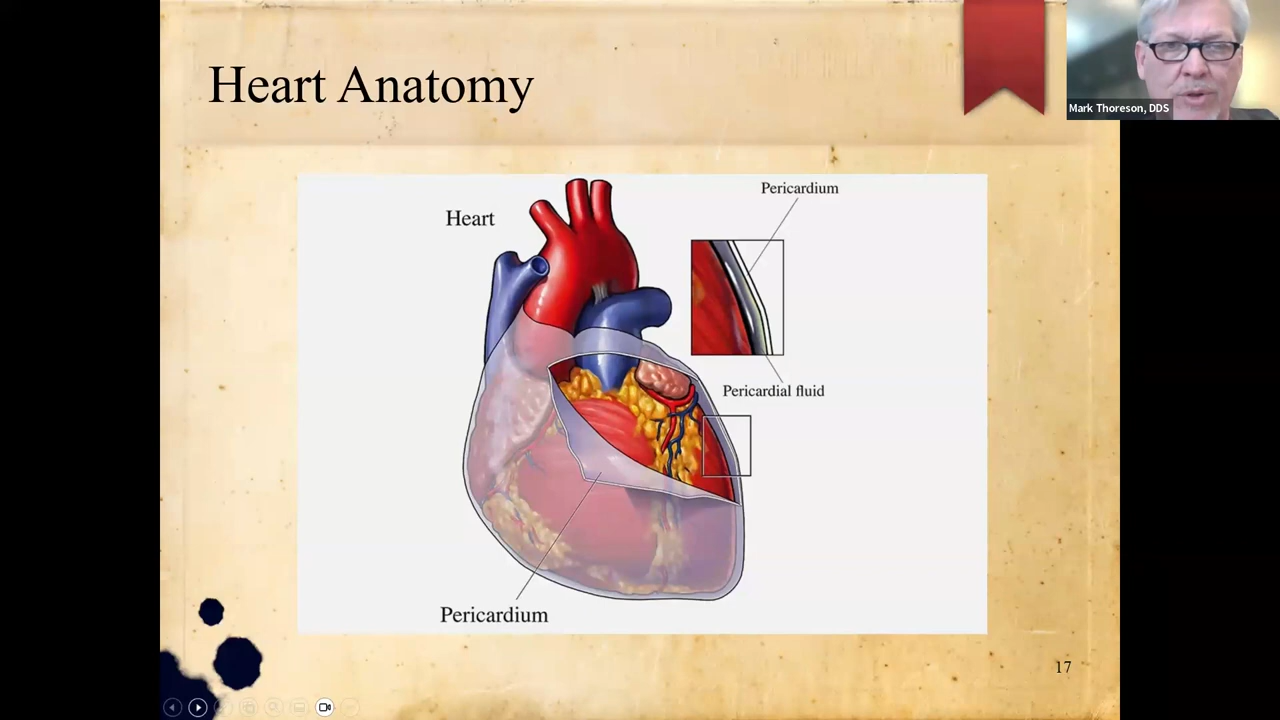 Heart Anatomy
Mark Thoreson, DDS
Pericardium
Heart
Pericardial fluid
Pericardium
17